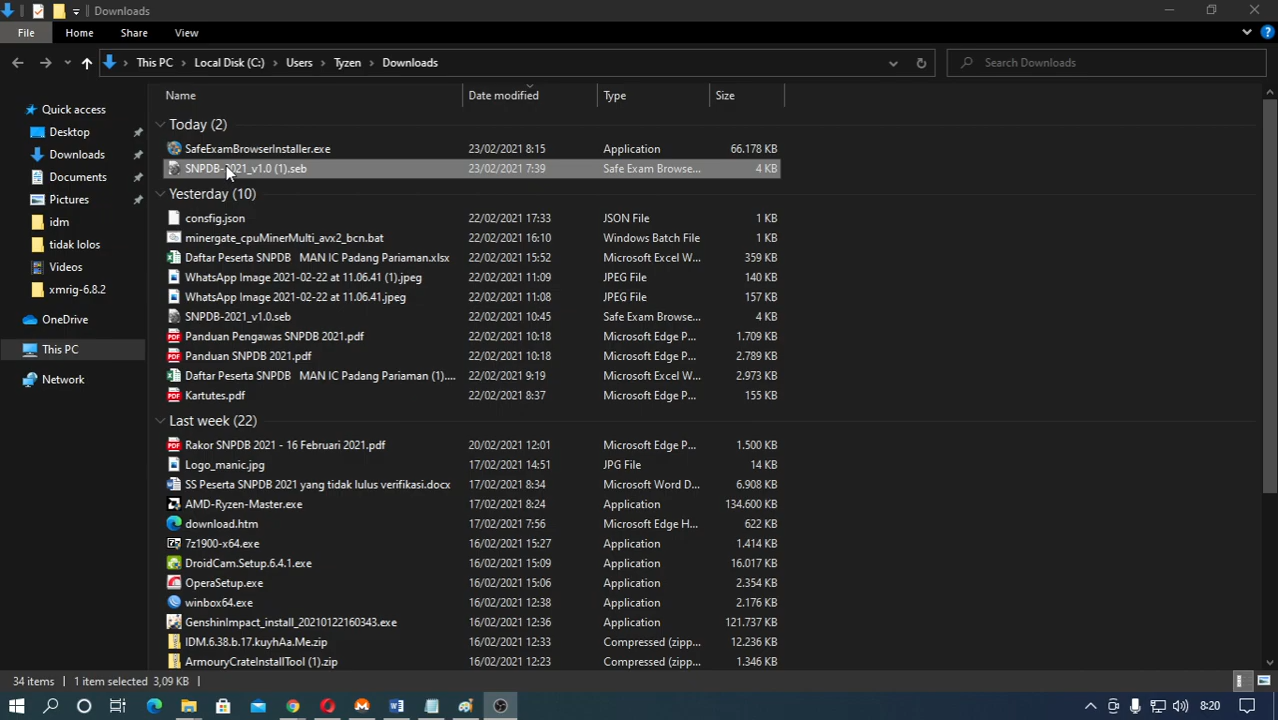 Downloads
File Home Share View
This PC Local Disk (C:) Users Tyzen Downloads Search Downloads
Name Date modified Type Size
Quick access
Desktop
Downloads
Documents
Pictures
idm
tidak lolos
Videos
xmrig-6.8.2
OneDrive
This PC
Network
Today (2)
SafeExamBrowserInstaller.exe 23/02/2021 8:15 Application 66.178 KB
SNPDB-2021_v1.0 (1).seb 23/02/2021 7:39 Safe Exam Browse... 4 KB
Yesterday (10)
consfig.json 22/02/2021 17:33 JSON File 1 KB
minergate_cpuMinerMulti_avx2_bcn.bat 22/02/2021 16:10 Windows Batch File 1 KB
Daftar Peserta SNPDB MAN IC Padang Pariaman.xlsx 22/02/2021 15:52 Microsoft Excel W... 359 KB
WhatsApp Image 2021-02-22 at 11.06.41 (1).jpeg 22/02/2021 11:09 JPEG File 140 KB
WhatsApp Image 2021-02-22 at 11.06.41.jpeg 22/02/2021 11:08 JPEG File 157 KB
SNPDB-2021_v1.0.seb 22/02/2021 10:45 Safe Exam Browse... 4 KB
Panduan Pengawas SNPDB 2021.pdf 22/02/2021 10:18 Microsoft Edge P... 1.709 KB
Panduan SNPDB 2021.pdf 22/02/2021 10:18 Microsoft Edge P... 2.789 KB
Daftar Peserta SNPDB MAN IC Padang Pariaman (1).... 22/02/2021 9:19 Microsoft Excel W... 2.973 KB
Kartutes.pdf 22/02/2021 8:37 Microsoft Edge P... 155 KB
Last week (22)
Rakor SNPDB 2021 - 16 Februari 2021.pdf 20/02/2021 12:01 Microsoft Edge P... 1.500 KB
Logo_manic.jpg 17/02/2021 14:51 JPG File 14 KB
SS Peserta SNPDB 2021 yang tidak lulus verifikasi.docx 17/02/2021 8:34 Microsoft Word D... 6.908 KB
AMD-Ryzen-Master.exe 17/02/2021 8:24 Application 134.600 KB
download.htm 17/02/2021 7:56 Microsoft Edge H... 622 KB
7z1900-x64.exe 16/02/2021 15:27 Application 1.414 KB
DroidCam.Setup.6.4.1.exe 16/02/2021 15:09 Application 16.017 KB
OperaSetup.exe 16/02/2021 15:06 Application 2.354 KB
winbox64.exe 16/02/2021 12:38 Application 2.176 KB
GenshinImpact_install_20210122160343.exe 16/02/2021 12:36 Application 121.737 KB
IDM.6.38.b.17.kuyhAa.Me.zip 16/02/2021 12:33 Compressed (zipp... 12.236 KB
ArmouryCrateInstallTool (1).zip 16/02/2021 12:23 Compressed (zipp... 1.346 KB
34 items 1 item selected 3,09 KB
8:20